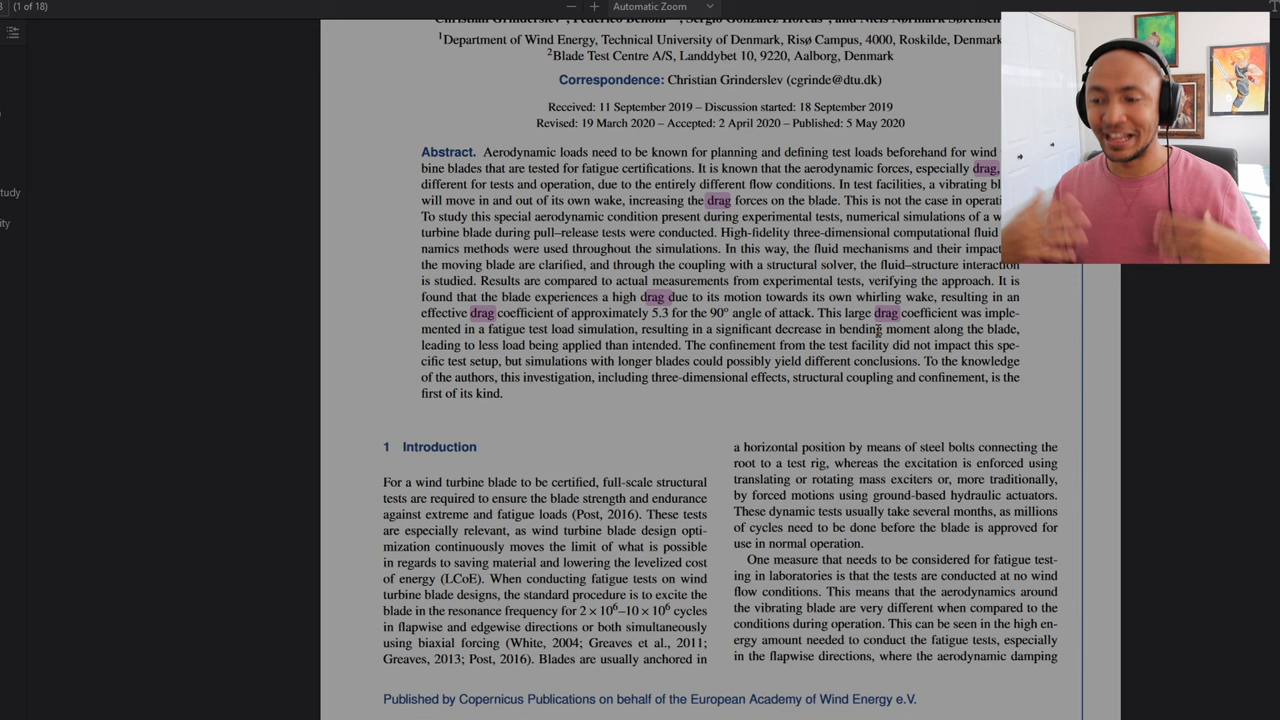 (1 of 18)
Automatic Zoom
tudy
ity
¹Department of Wind Energy, Technical University of Denmark, Risø Campus, 4000, Roskilde, Denmark
²Blade Test Centre A/S, Landdybet 10, 9220, Aalborg, Denmark
Correspondence: Christian Grinderslev (cgrinde@dtu.dk)
Received: 11 September 2019 – Discussion started: 18 September 2019
Revised: 19 March 2020 – Accepted: 2 April 2020 – Published: 5 May 2020
Abstract. Aerodynamic loads need to be known for planning and defining test loads beforehand for wind
bine blades that are tested for fatigue certifications. It is known that the aerodynamic forces, especially drag,
different for tests and operation, due to the entirely different flow conditions. In test facilities, a vibrating bl
will move in and out of its own wake, increasing the drag forces on the blade. This is not the case in operati
To study this special aerodynamic condition present during experimental tests, numerical simulations of a w
turbine blade during pull–release tests were conducted. High-fidelity three-dimensional computational fluid
namics methods were used throughout the simulations. In this way, the fluid mechanisms and their impact
the moving blade are clarified, and through the coupling with a structural solver, the fluid–structure interaction
is studied. Results are compared to actual measurements from experimental tests, verifying the approach. It is
found that the blade experiences a high drag due to its motion towards its own whirling wake, resulting in an
effective drag coefficient of approximately 5.3 for the 90° angle of attack. This large drag coefficient was imple-
mented in a fatigue test load simulation, resulting in a significant decrease in bending moment along the blade,
leading to less load being applied than intended. The confinement from the test facility did not impact this spe-
cific test setup, but simulations with longer blades could possibly yield different conclusions. To the knowledge
of the authors, this investigation, including three-dimensional effects, structural coupling and confinement, is the
first of its kind.
1 Introduction
For a wind turbine blade to be certified, full-scale structural
tests are required to ensure the blade strength and endurance
against extreme and fatigue loads (Post, 2016). These tests
are especially relevant, as wind turbine blade design opti-
mization continuously moves the limit of what is possible
in regards to saving material and lowering the levelized cost
of energy (LCoE). When conducting fatigue tests on wind
turbine blade designs, the standard procedure is to excite the
blade in the resonance frequency for 2 × 10⁶–10 × 10⁶ cycles
in flapwise and edgewise directions or both simultaneously
using biaxial forcing (White, 2004; Greaves et al., 2011;
Greaves, 2013; Post, 2016). Blades are usually anchored in
a horizontal position by means of steel bolts connecting the
root to a test rig, whereas the excitation is enforced using
translating or rotating mass exciters or, more traditionally,
by forced motions using ground-based hydraulic actuators.
These dynamic tests usually take several months, as millions
of cycles need to be done before the blade is approved for
use in normal operation.
One measure that needs to be considered for fatigue test-
ing in laboratories is that the tests are conducted at no wind
flow conditions. This means that the aerodynamics around
the vibrating blade are very different when compared to the
conditions during operation. This can be seen in the high en-
ergy amount needed to conduct the fatigue tests, especially
in the flapwise directions, where the aerodynamic damping
Published by Copernicus Publications on behalf of the European Academy of Wind Energy e.V.